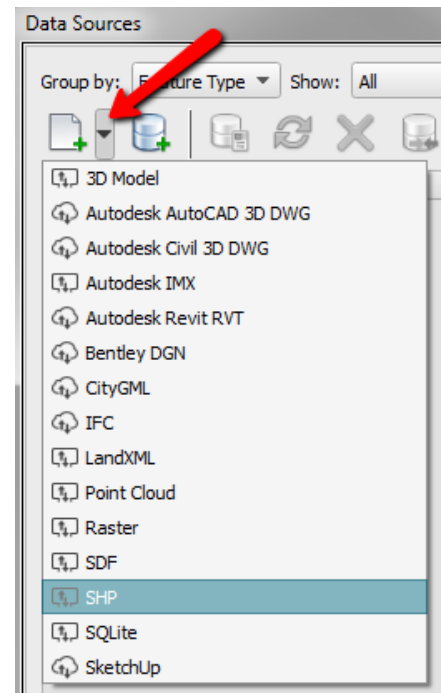 Data Sources
Group by: Feature Type Show: All
3D Model
Autodesk AutoCAD 3D DWG
Autodesk Civil 3D DWG
Autodesk IMX
Autodesk Revit RVT
Bentley DGN
CityGML
IFC
LandXML
Point Cloud
Raster
SDF
SHP
SQLite
SketchUp